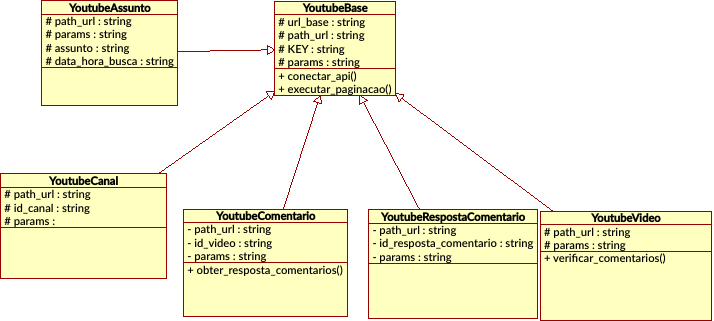 YoutubeAssunto
# path_url : string
# params : string
# assunto : string
# data_hora_busca : string
YoutubeBase
# url_base : string
# path_url : string
# KEY : string
# params : string
+ conectar_api()
+ executar_paginacao()
YoutubeCanal
# path_url : string
# id_canal : string
# params :
YoutubeComentario
- path_url : string
- id_video : string
- params : string
+ obter_resposta_comentarios()
YoutubeRespostaComentario
- path_url : string
- id_resposta_comentario : string
- params : string
YoutubeVideo
# path_url : string
# params : string
+ verificar_comentarios()